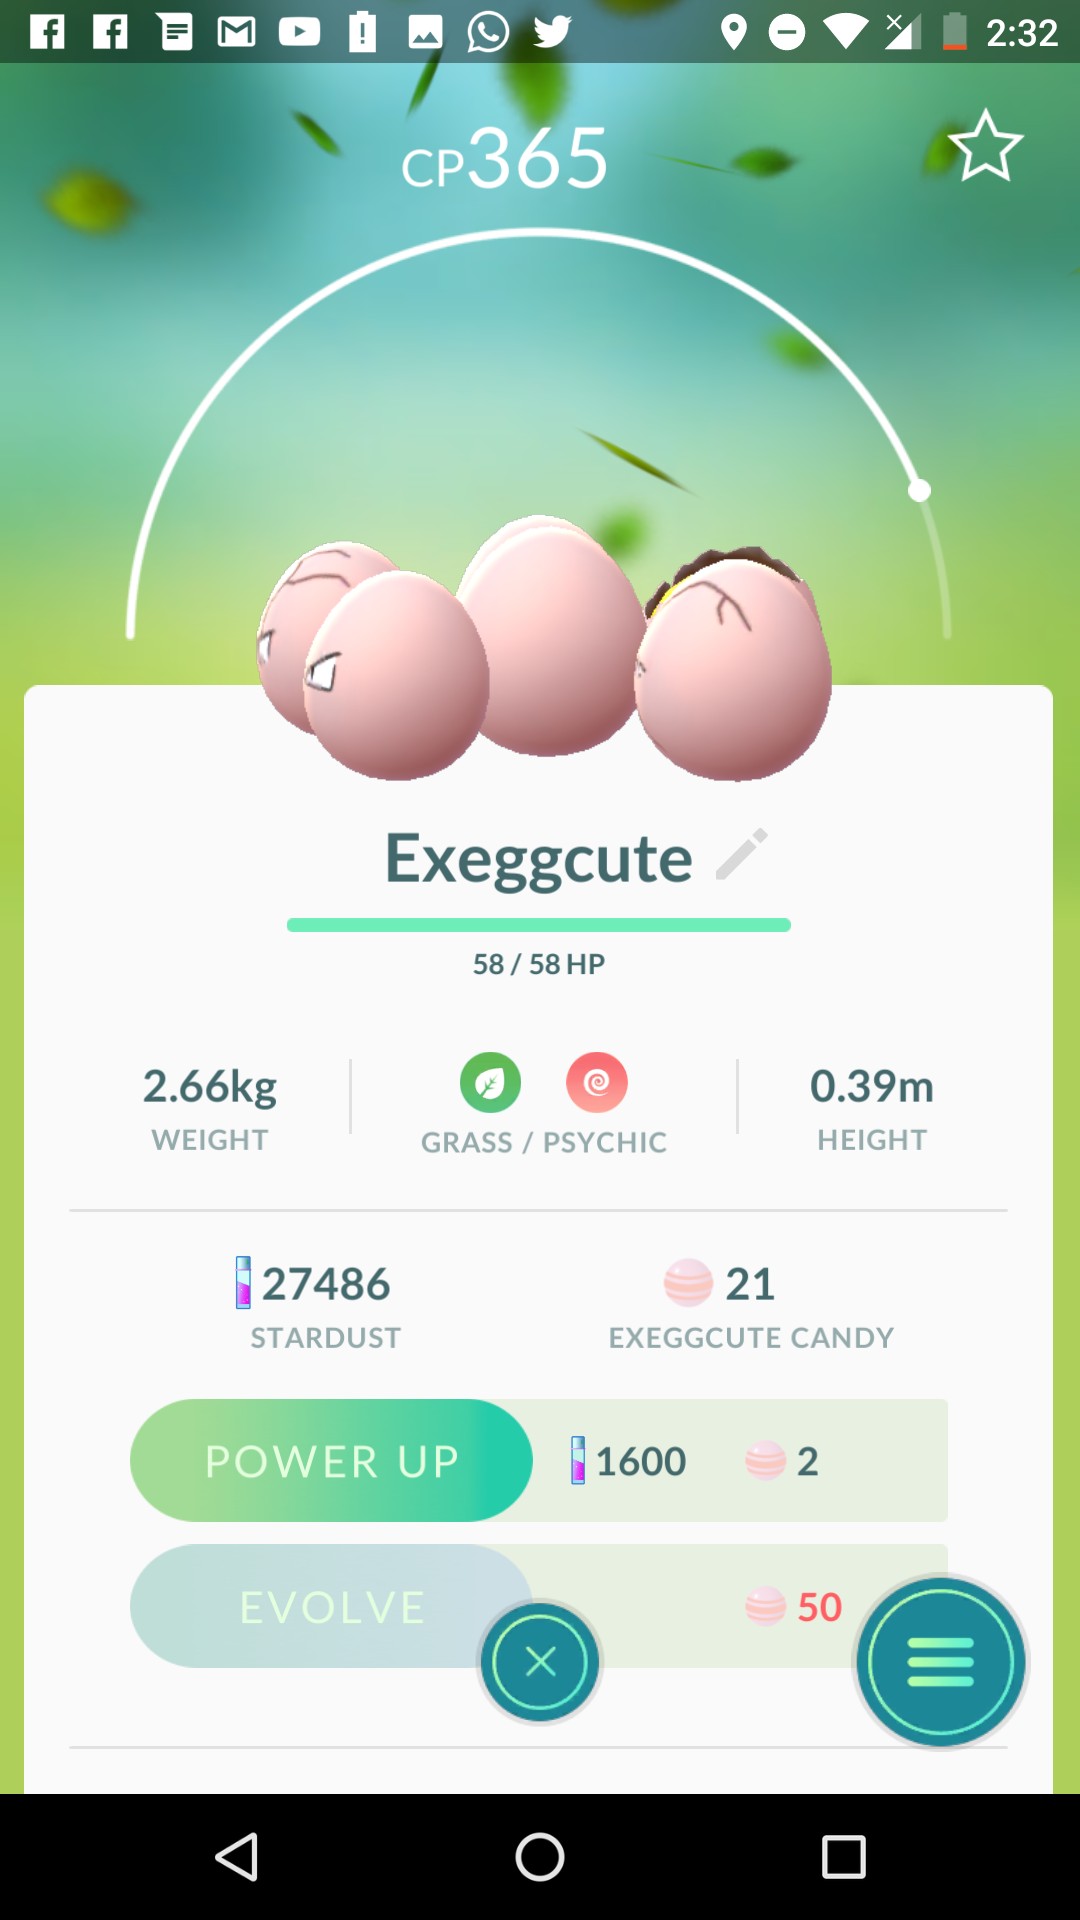 2:32
CP365
Exeggcute
58 / 58 HP
2.66kg
WEIGHT
GRASS / PSYCHIC
0.39m
HEIGHT
27486
STARDUST
21
EXEGGCUTE CANDY
POWER UP 1600 2
EVOLVE 50